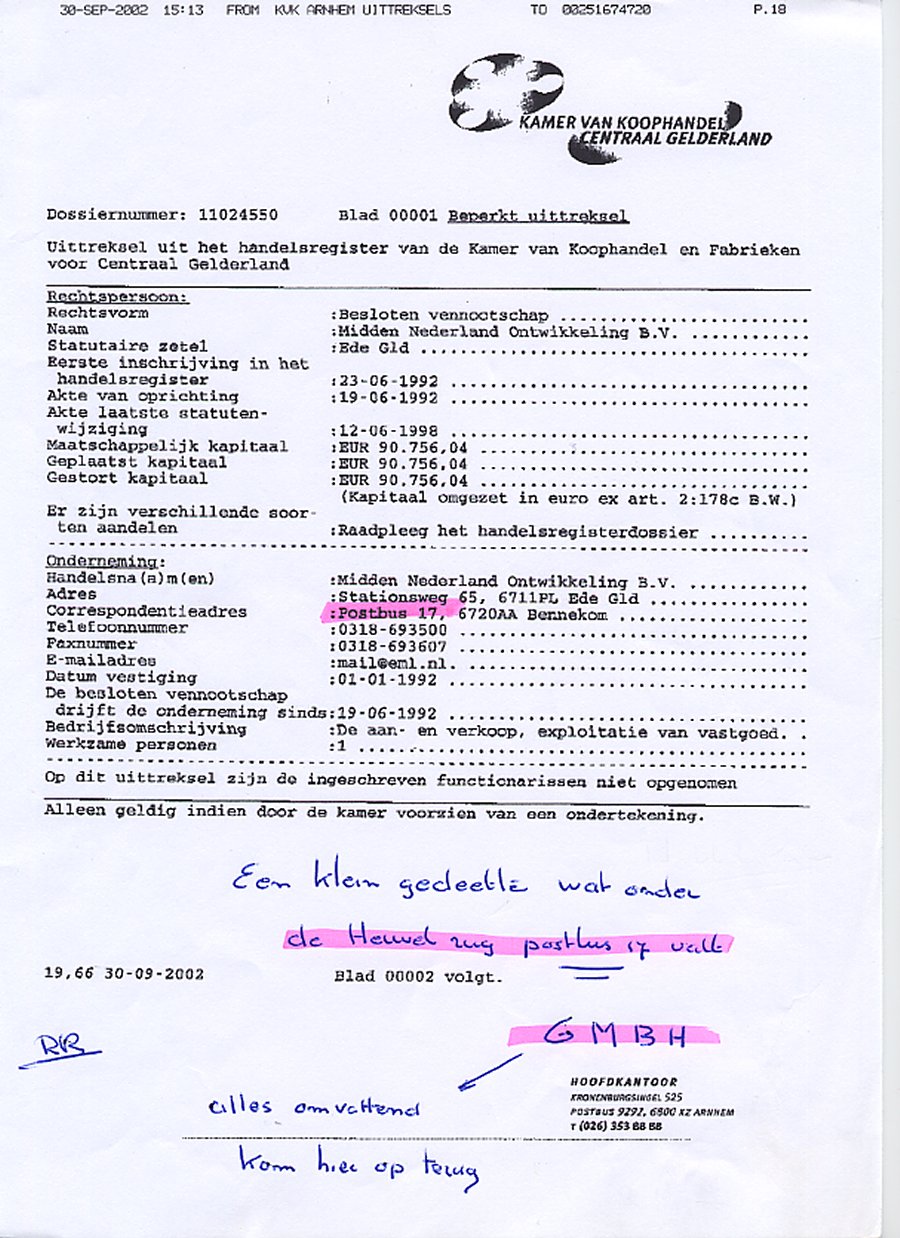 30-SEP-2002 15:13 FROM KVK ARNHEM UITTREKSELS TO 00251674720 P.18
KAMER VAN KOOPHANDEL
CENTRAAL GELDERLAND
Dossiernummer: 11024550 Blad 00001 Beperkt uittreksel
Uittreksel uit het handelsregister van de Kamer van Koophandel en Fabrieken
voor Centraal Gelderland
Rechtspersoon:
Rechtsvorm :Besloten vennootschap ..............................
Naam :Midden Nederland Ontwikkeling B.V. ............
Statutaire zetel :Ede Gld ........................................
Eerste inschrijving in het
handelsregister :23-06-1992 .....................................
Akte van oprichting :19-06-1992 .....................................
Akte laatste statuten-
wijziging :12-06-1998 .....................................
Maatschappelijk kapitaal :EUR 90.756,04 .................................
Geplaatst kapitaal :EUR 90.756,04 .................................
Gestort kapitaal :EUR 90.756,04 .................................
(Kapitaal omgezet in euro ex art. 2:178c B.W.)
Er zijn verschillende soor-
ten aandelen :Raadpleeg het handelsregisterdossier ..........
Onderneming:
Handelsna(a)m(en) :Midden Nederland Ontwikkeling B.V. ............
Adres :Stationsweg 65, 6711PL Ede Gld ................
Correspondentieadres :Postbus 17, 6720AA Bennekom ...................
Telefoonnummer :0318-693500 ....................................
Faxnummer :0318-693607 ....................................
E-mailadres :mail@eml.nl. ...................................
Datum vestiging :01-01-1992 .....................................
De besloten vennootschap
drijft de onderneming sinds:19-06-1992 .....................................
Bedrijfsomschrijving :De aan- en verkoop, exploitatie van vastgoed. .
Werkzame personen :1 ..............................................
Op dit uittreksel zijn de ingeschreven functionarissen niet opgenomen
Alleen geldig indien door de kamer voorzien van een ondertekening.
Een klein gedeelte wat onder
de Heuvelrug postbus 17 valt
19,66 30-09-2002 Blad 00002 volgt.
GMBH
RR
HOOFDKANTOOR
KRONENBURGSINGEL 525
POSTBUS 9292, 6800 KZ ARNHEM
T (026) 353 88 88
alles omvattend
kom hier op terug